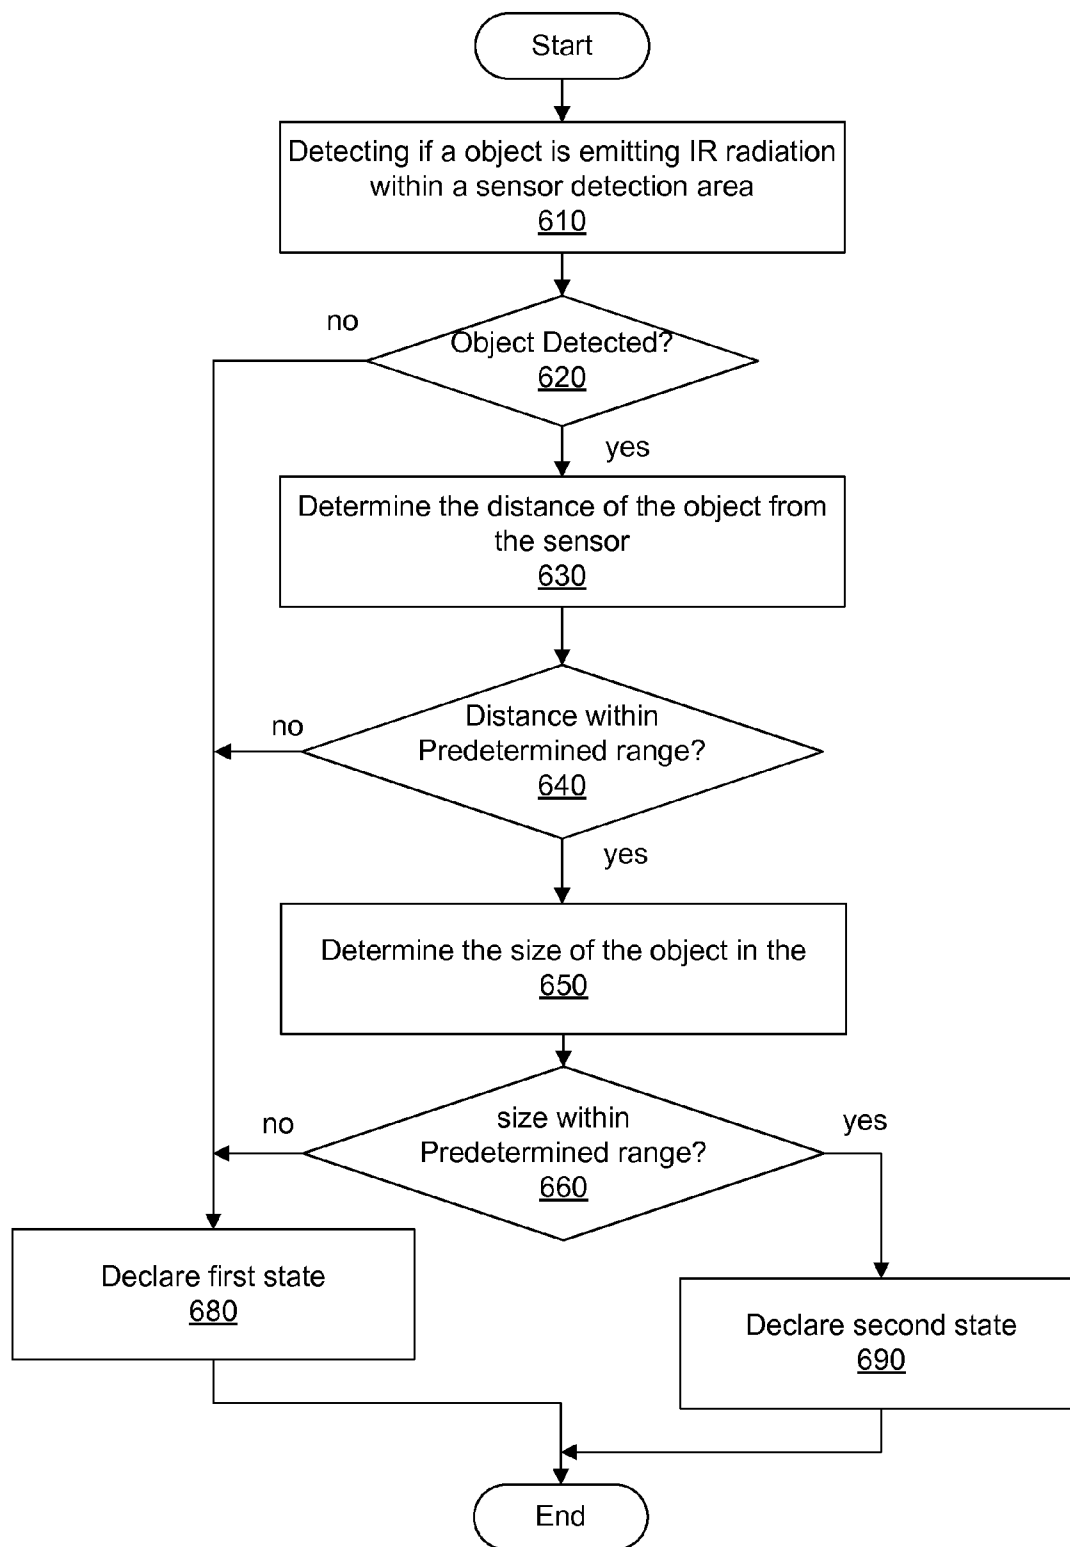 Start
Detecting if a object is emitting IR radiation
within a sensor detection area
610
no
Object Detected?
620
yes
Determine the distance of the object from
the sensor
630
no
Distance within
Predetermined range?
640
yes
Determine the size of the object in the
650
no
size within
Predetermined range?
660
yes
Declare first state
680
Declare second state
690
End